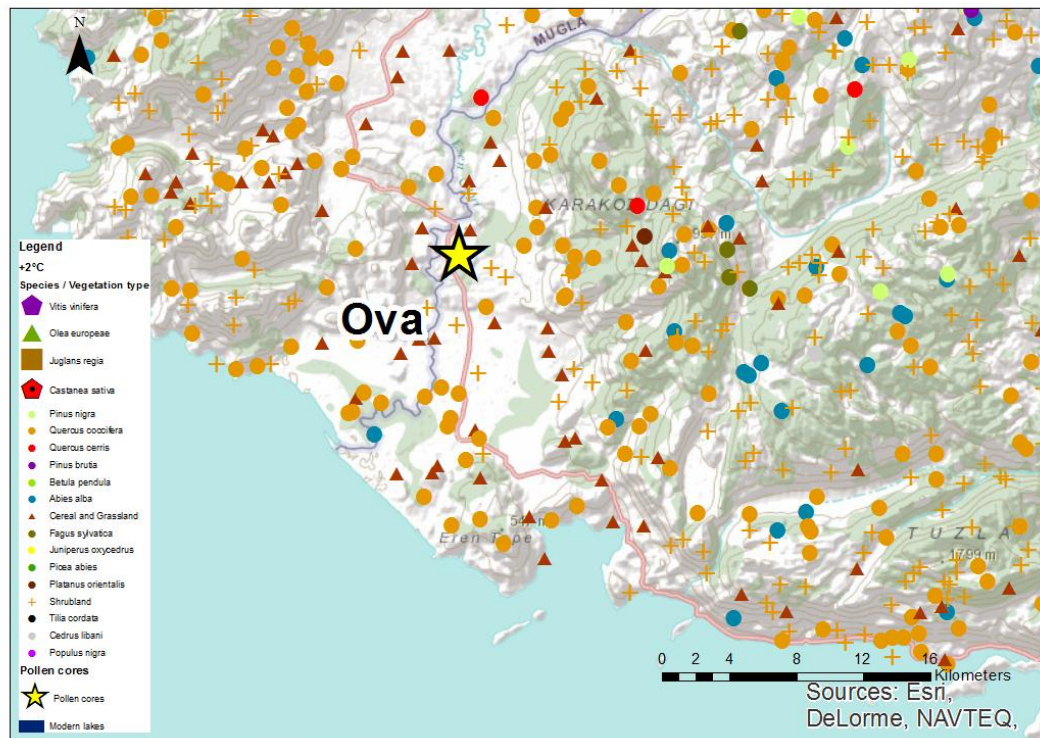 N
MUGLA
KARAKOZDAGI
Ova
Eren Tepe
TUZLA
1799 m
Legend
+2°C
Species / Vegetation type
Vitis vinifera
Olea europeae
Juglans regia
Castanea sativa
Pinus nigra
Quercus coccifera
Quercus cerris
Pinus brutia
Betula pendula
Abies alba
Cereal and Grassland
Fagus sylvatica
Juniperus oxycedrus
Picea abies
Platanus orientalis
Shrubland
Tilia cordata
Cedrus libani
Populus nigra
Pollen cores
Pollen cores
Modern lakes
0 2 4 8 12 16
Kilometers
Sources: Esri,
DeLorme, NAVTEQ,